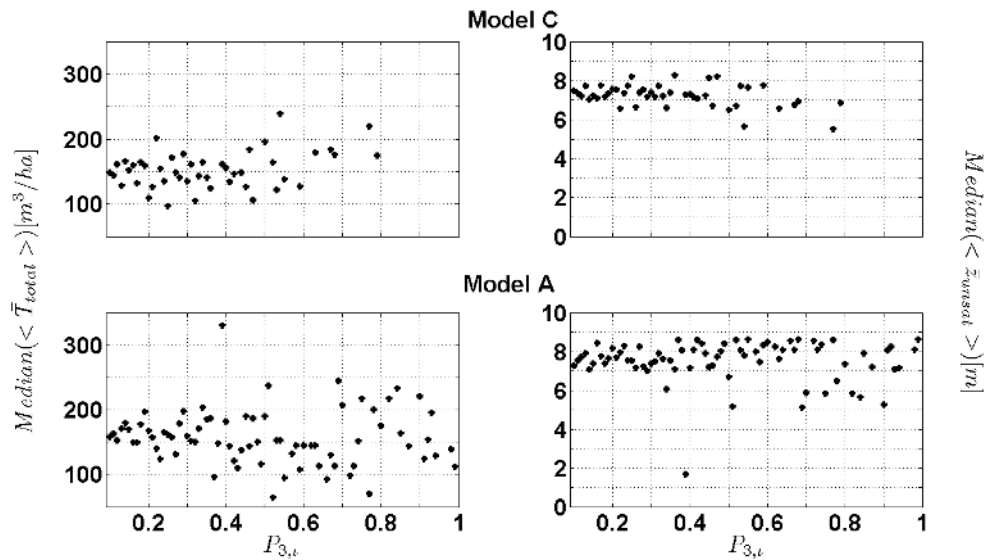 Model C
300
200
100
10
8
6
4
2
0
Model A
300
200
100
0.2 0.4 0.6 0.8 1
10
8
6
4
2
0
0.2 0.4 0.6 0.8 1
P₃,ι
P₃,ι
Median(< T̄_total >)[m³/ha]
Median(< z̄_unsat >)[m]